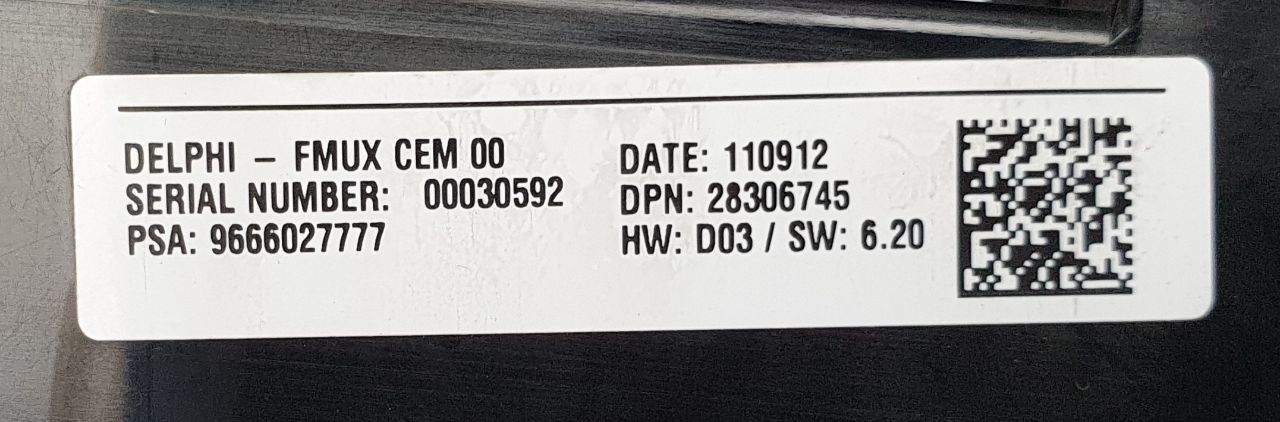 DELPHI – FMUX CEM 00
SERIAL NUMBER: 00030592
PSA: 9666027777
DATE: 110912
DPN: 28306745
HW: D03 / SW: 6.20